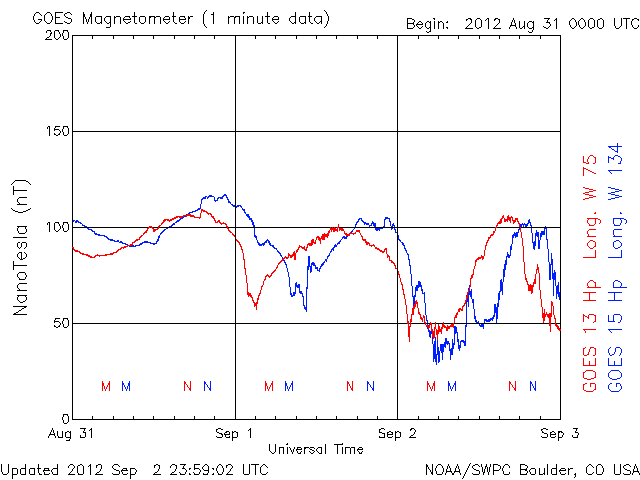 GOES Magnetometer (1 minute data)
Begin: 2012 Aug 31 0000 UTC
200
150
100
50
0
NanoTesla (nT)
M M N N M M N N M M N N
Aug 31 Sep 1 Sep 2 Sep 3
Universal Time
GOES 13 Hp Long. W 75
GOES 15 Hp Long. W 134
Updated 2012 Sep 2 23:59:02 UTC
NOAA/SWPC Boulder, CO USA